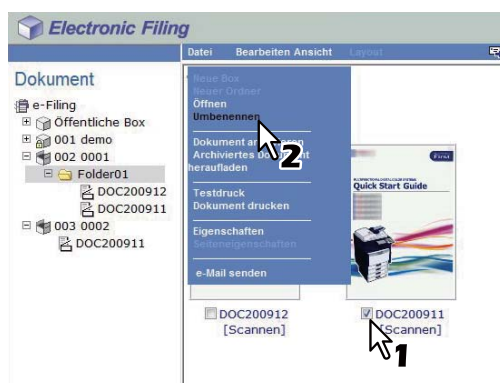 Electronic Filing
Datei Bearbeiten Ansicht Layout
Dokument
e-Filing
Öffentliche Box
001 demo
002 0001
Folder01
DOC200912
DOC200911
003 0002
DOC200911
Neue Box
Neuer Ordner
Öffnen
Umbenennen
Dokument
Archiviertes
heraufladen
Testdruck
Dokument drucken
Eigenschaften
Seiteneigenschaften
e-Mail senden
2
First
Quick Start Guide
DOC200912
[Scannen]
DOC200911
[Scannen]
1